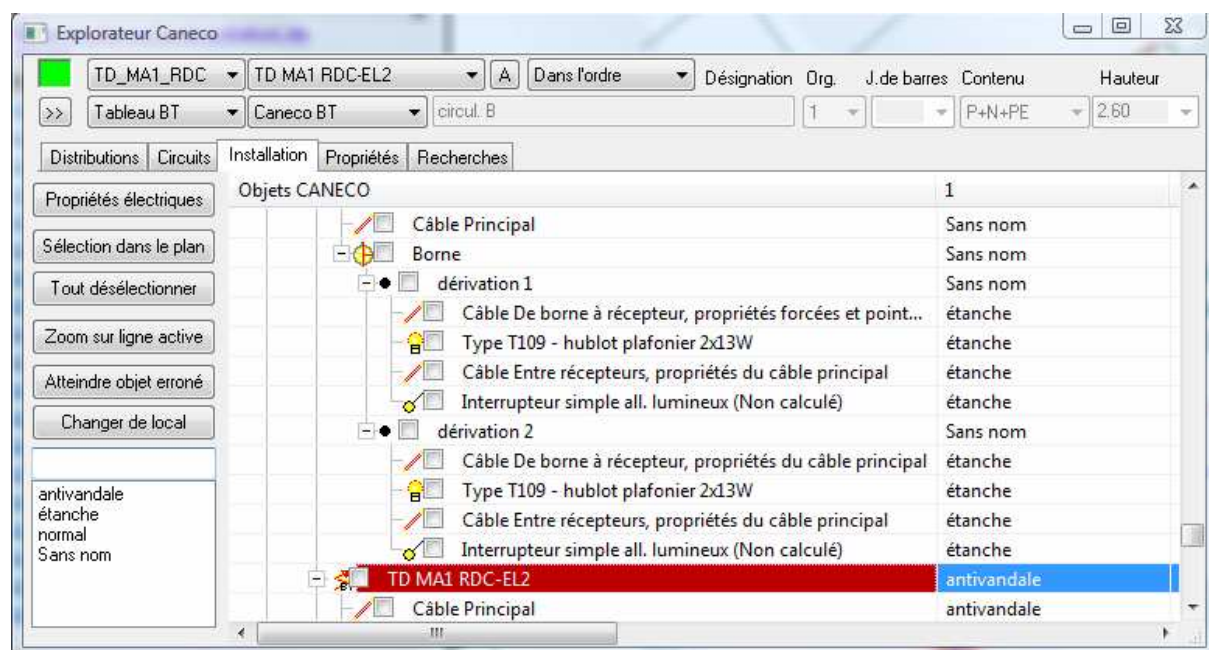 Explorateur Caneco
TD_MA1_RDC TD MA1 RDC-EL2 A Dans l'ordre Désignation Org. J.de barres Contenu Hauteur
>> Tableau BT Caneco BT circul. B 1 P+N+PE 2.60
Distributions Circuits Installation Propriétés Recherches
Propriétés électriques
Sélection dans le plan
Tout désélectionner
Zoom sur ligne active
Atteindre objet erroné
Changer de local
antivandale
étanche
normal
Sans nom
Objets CANECO 1
Câble Principal Sans nom
Borne Sans nom
dérivation 1 Sans nom
Câble De borne à récepteur, propriétés forcées et point... étanche
Type T109 - hublot plafonier 2x13W étanche
Câble Entre récepteurs, propriétés du câble principal étanche
Interrupteur simple all. lumineux (Non calculé) étanche
dérivation 2 Sans nom
Câble De borne à récepteur, propriétés du câble principal étanche
Type T109 - hublot plafonier 2x13W étanche
Câble Entre récepteurs, propriétés du câble principal étanche
Interrupteur simple all. lumineux (Non calculé) étanche
TD MA1 RDC-EL2 antivandale
Câble Principal antivandale